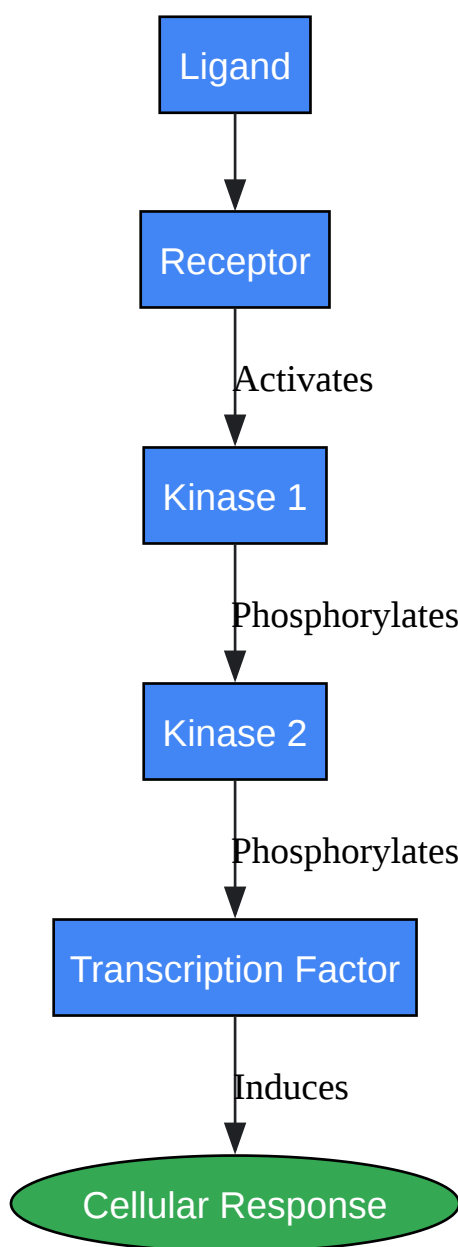 Ligand
Receptor
Activates
Kinase 1
Phosphorylates
Kinase 2
Phosphorylates
Transcription Factor
Induces
Cellular Response